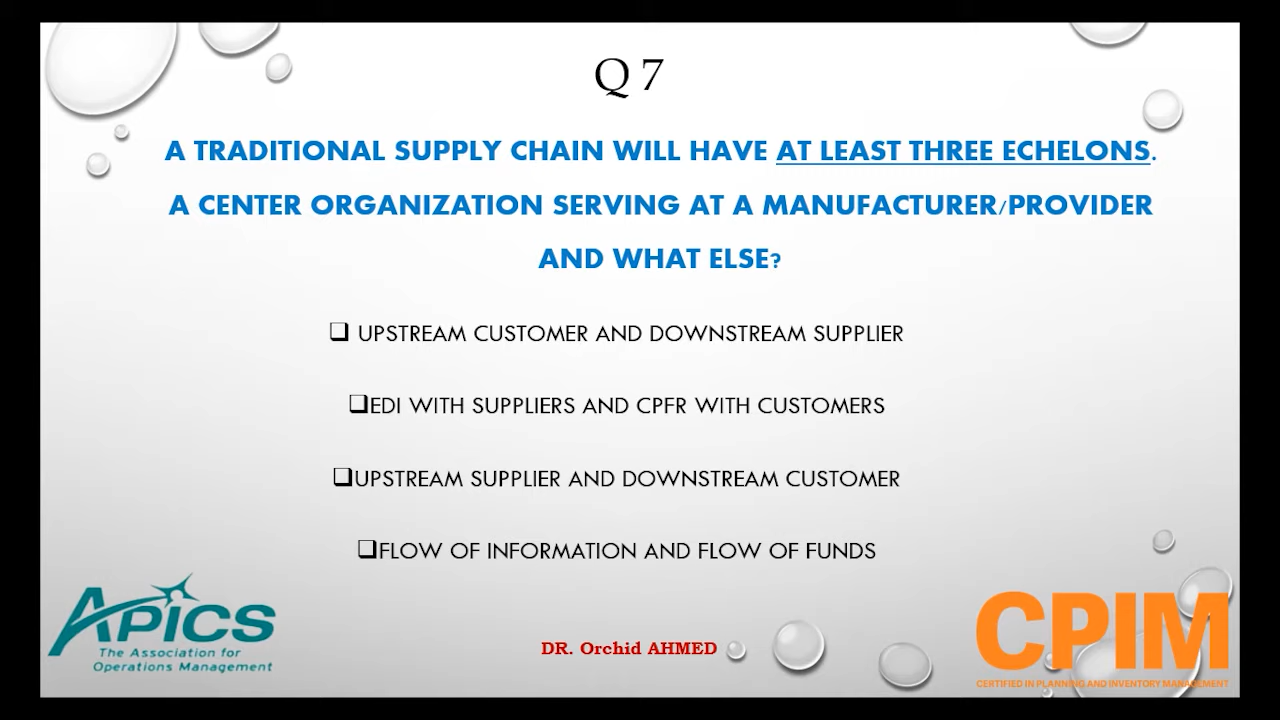 Q 7
A TRADITIONAL SUPPLY CHAIN WILL HAVE AT LEAST THREE ECHELONS.
A CENTER ORGANIZATION SERVING AT A MANUFACTURER/PROVIDER
AND WHAT ELSE?
❑ UPSTREAM CUSTOMER AND DOWNSTREAM SUPPLIER
❑EDI WITH SUPPLIERS AND CPFR WITH CUSTOMERS
❑UPSTREAM SUPPLIER AND DOWNSTREAM CUSTOMER
❑FLOW OF INFORMATION AND FLOW OF FUNDS
APICS
The Association for
Operations Management
DR. Orchid AHMED
CPIM
CERTIFIED IN PLANNING AND INVENTORY MANAGEMENT